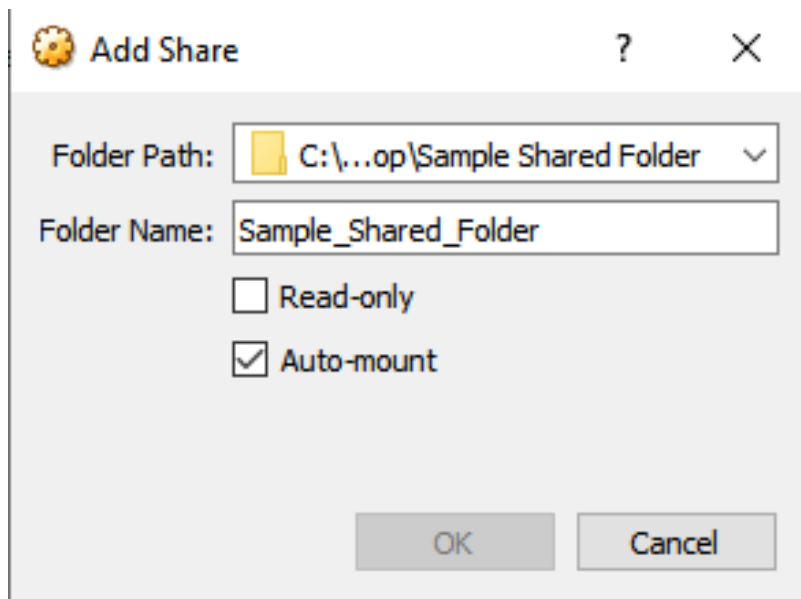 Add Share ?
Folder Path: C:\...op\Sample Shared Folder
Folder Name: Sample_Shared_Folder
Read-only
Auto-mount
OK Cancel